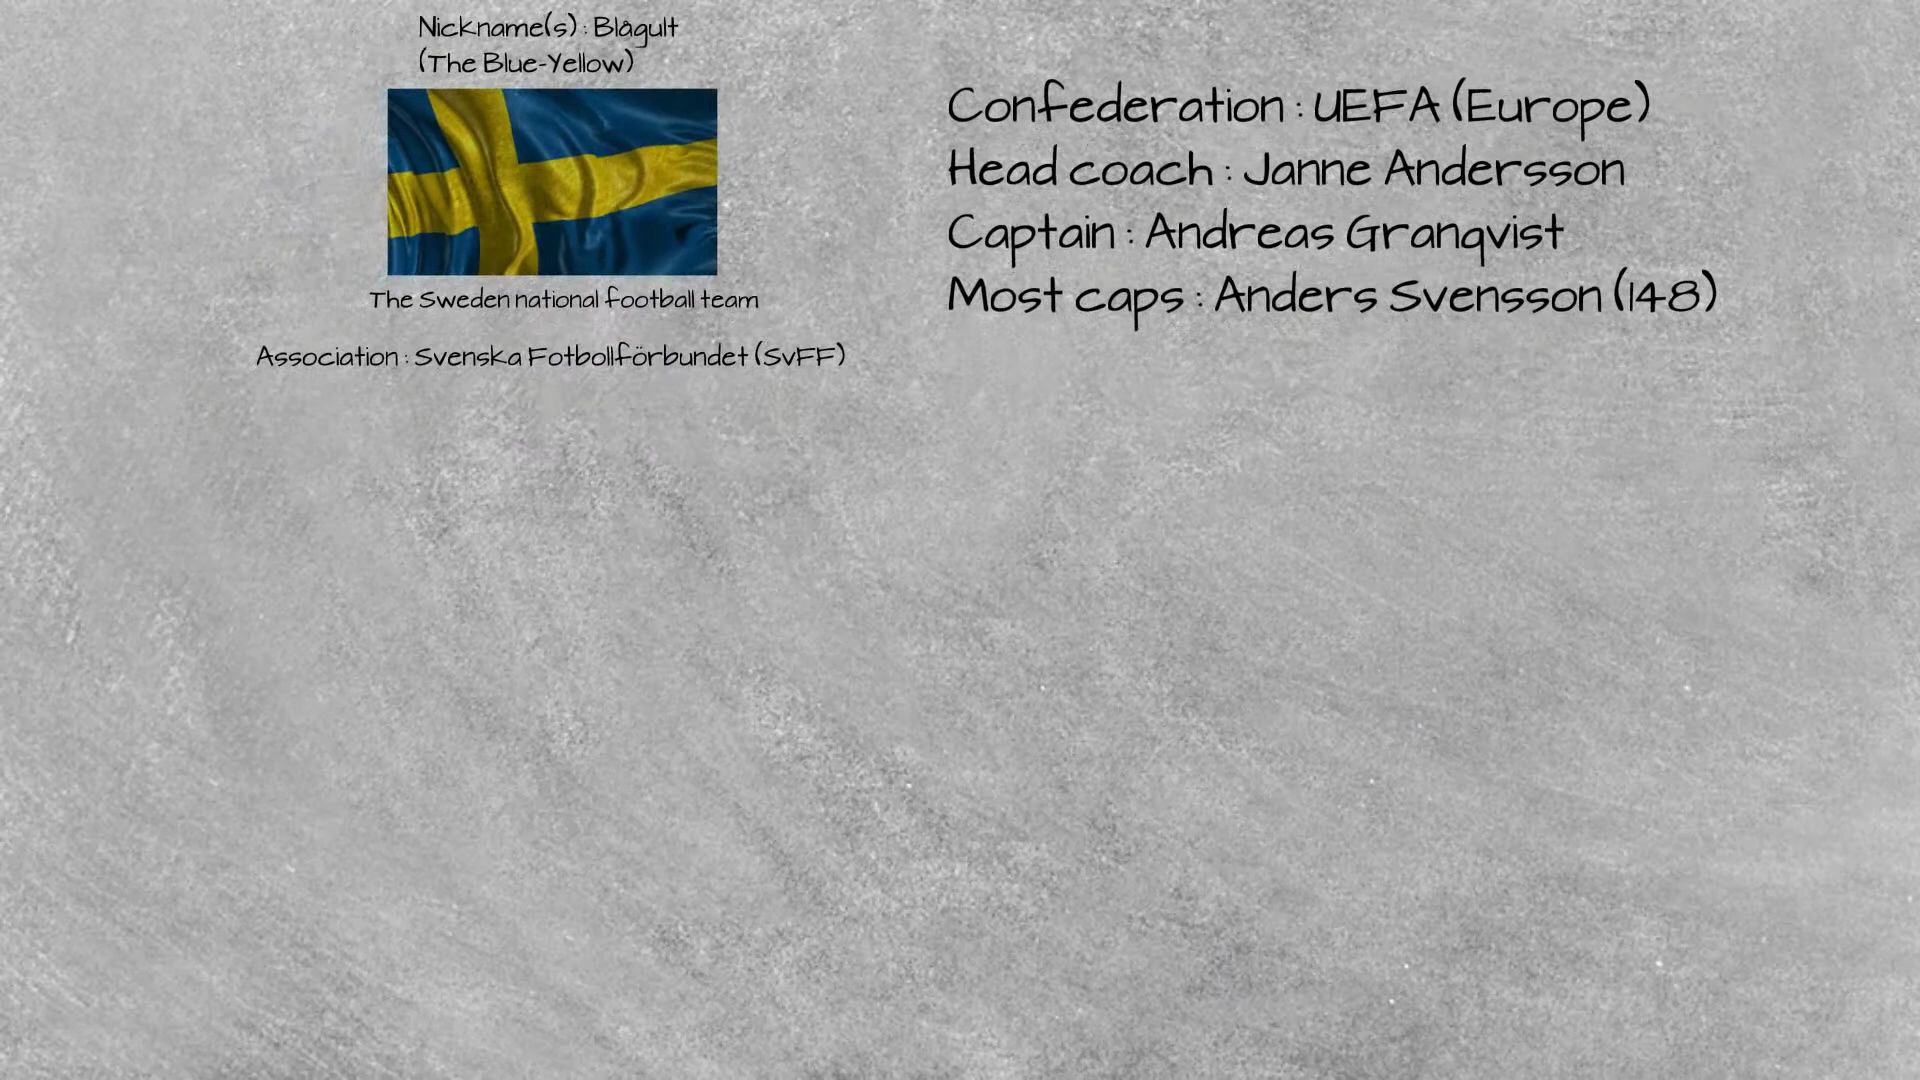 Nickname(s) : Blågult
(The Blue-Yellow)
The Sweden national football team
Association : Svenska Fotbollförbundet (SvFF)
Confederation : UEFA (Europe)
Head coach : Janne Andersson
Captain : Andreas Granqvist
Most caps : Anders Svensson (148)